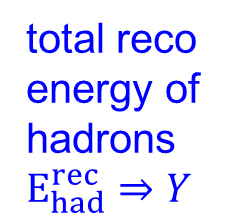 total reco
energy of
hadrons
E_had^rec ⇒ Y